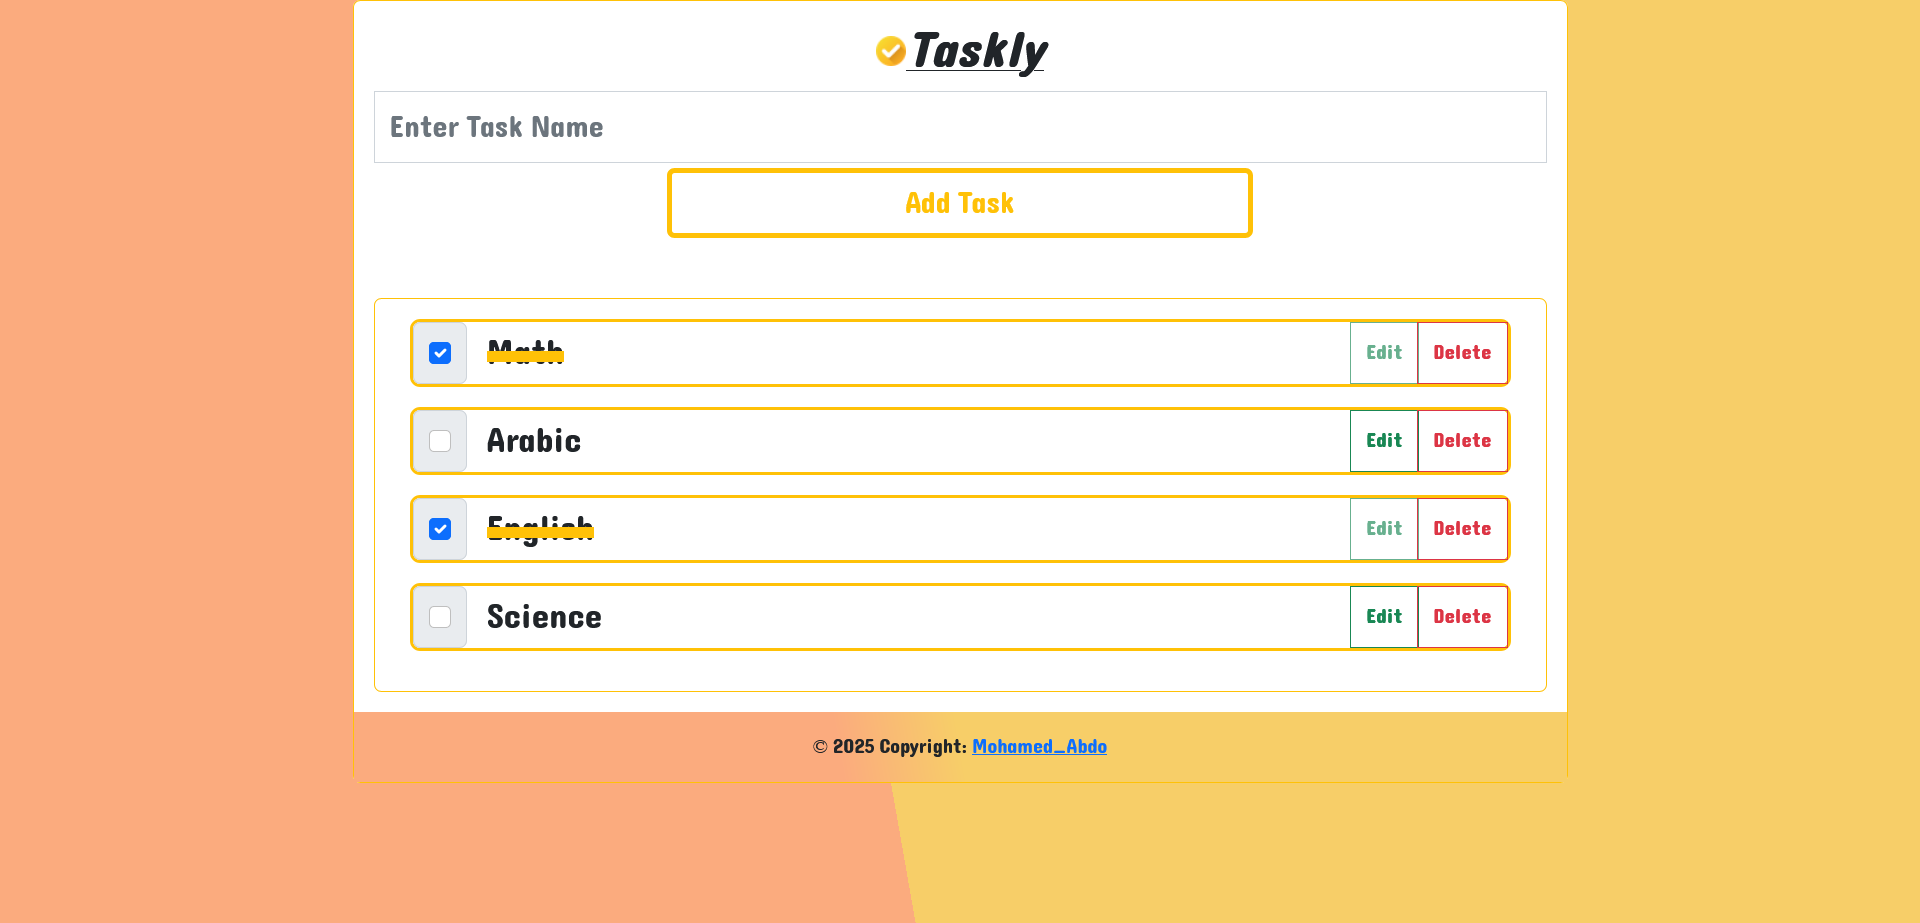 Taskly
Enter Task Name
Add Task
Math Edit Delete
Arabic Edit Delete
English Edit Delete
Science Edit Delete
© 2025 Copyright: Mohamed_Abdo